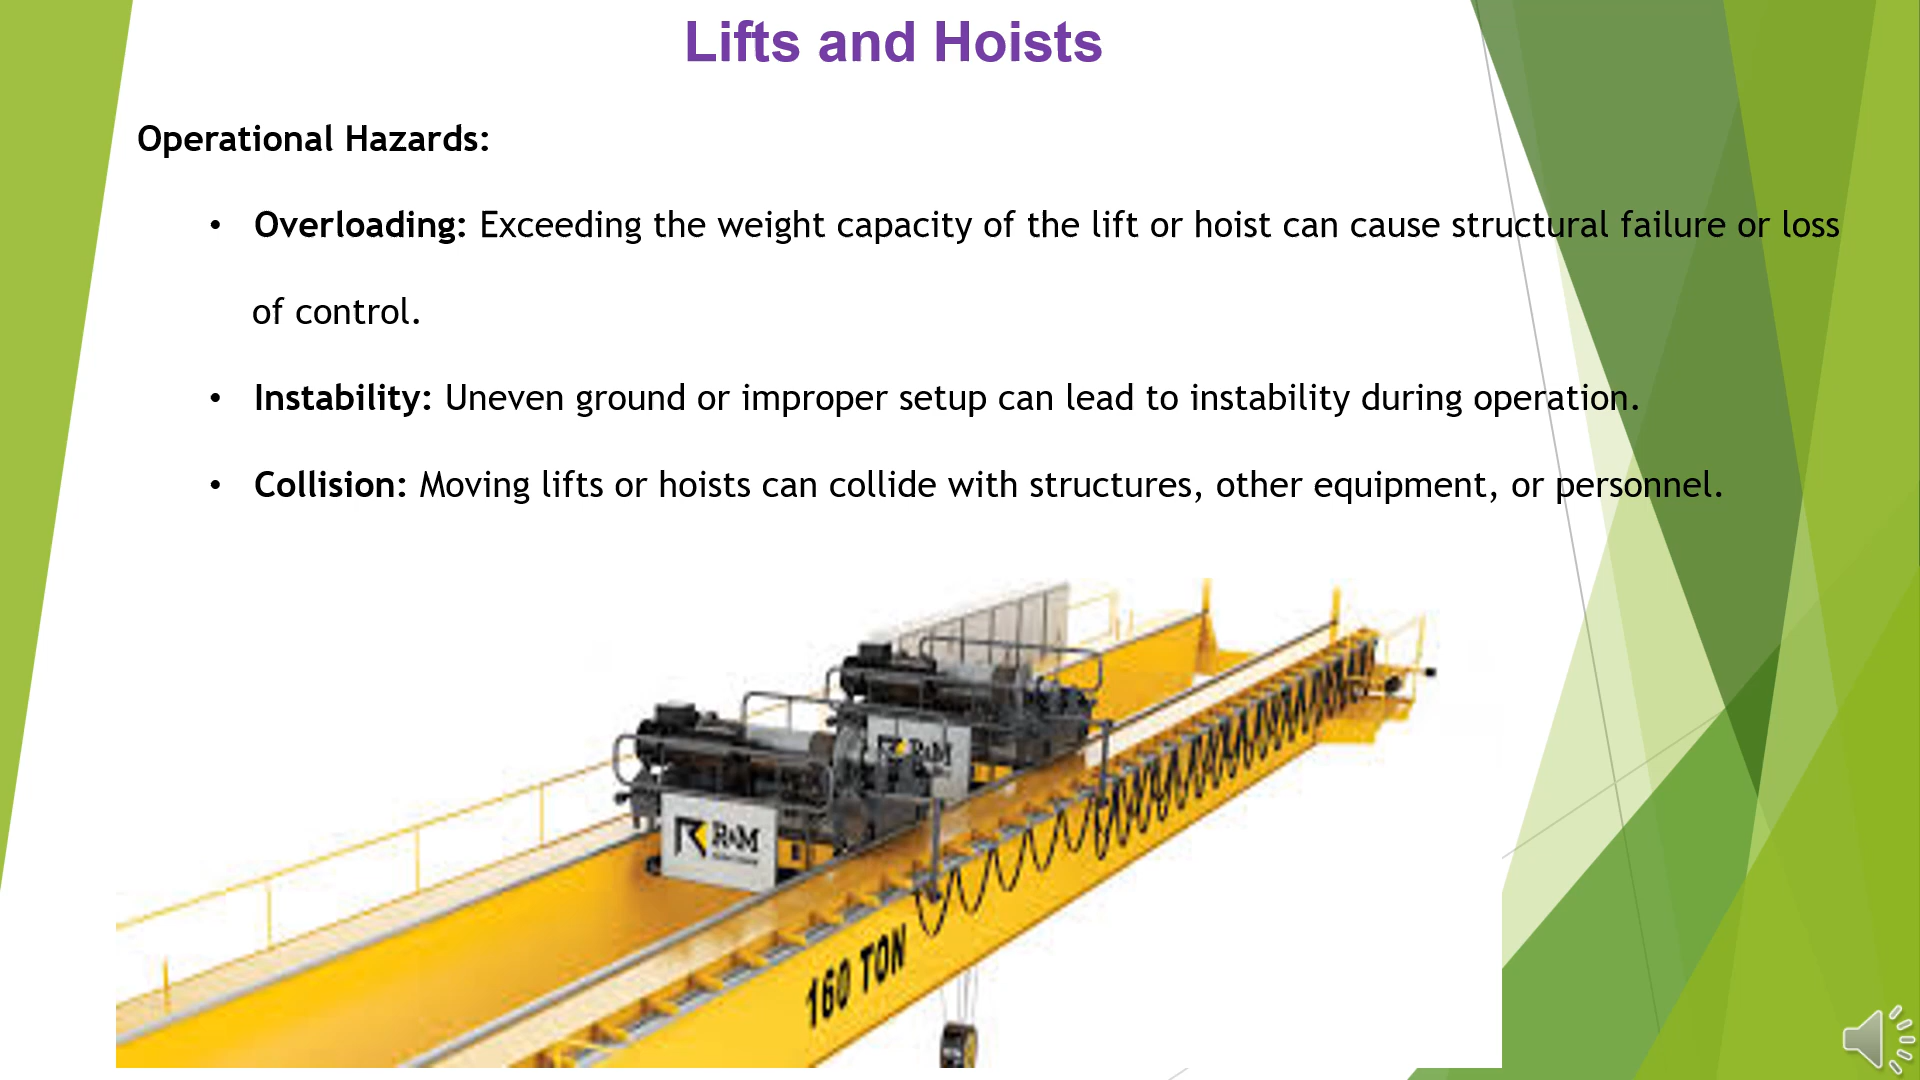 Lifts and Hoists
Operational Hazards:
• Overloading: Exceeding the weight capacity of the lift or hoist can cause structural failure or loss
of control.
• Instability: Uneven ground or improper setup can lead to instability during operation.
• Collision: Moving lifts or hoists can collide with structures, other equipment, or personnel.
R&M
R&M
160 TON